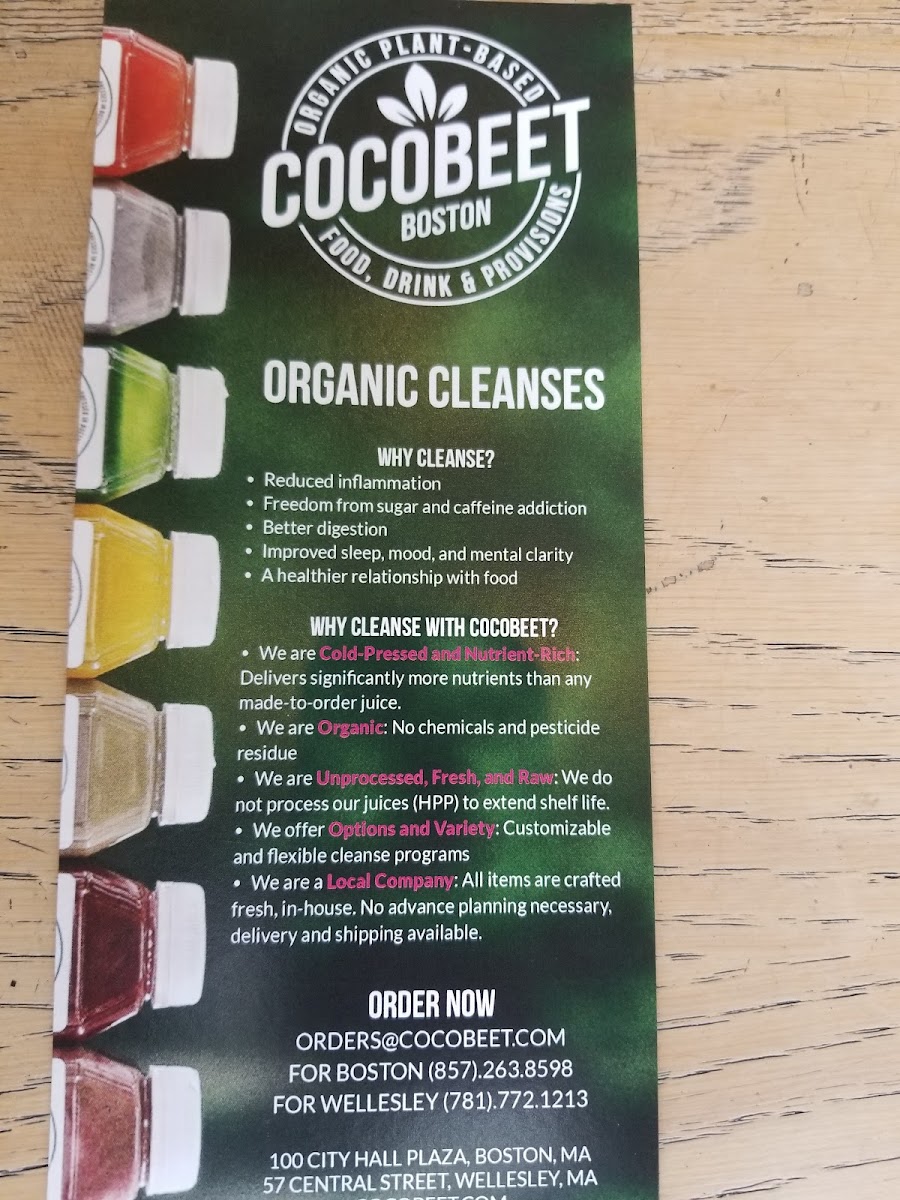 ORGANIC PLANT-BASED
COCOBEET
BOSTON
FOOD, DRINK & PROVISIONS
ORGANIC CLEANSES
WHY CLEANSE?
• Reduced inflammation
• Freedom from sugar and caffeine addiction
• Better digestion
• Improved sleep, mood, and mental clarity
• A healthier relationship with food
WHY CLEANSE WITH COCOBEET?
• We are Cold-Pressed and Nutrient-Rich:
Delivers significantly more nutrients than any
made-to-order juice.
• We are Organic: No chemicals and pesticide
residue
• We are Unprocessed, Fresh, and Raw: We do
not process our juices (HPP) to extend shelf life.
• We offer Options and Variety: Customizable
and flexible cleanse programs
• We are a Local Company: All items are crafted
fresh, in-house. No advance planning necessary,
delivery and shipping available.
ORDER NOW
ORDERS@COCOBEET.COM
FOR BOSTON (857).263.8598
FOR WELLESLEY (781).772.1213
100 CITY HALL PLAZA, BOSTON, MA
57 CENTRAL STREET, WELLESLEY, MA
COCOBEET.COM